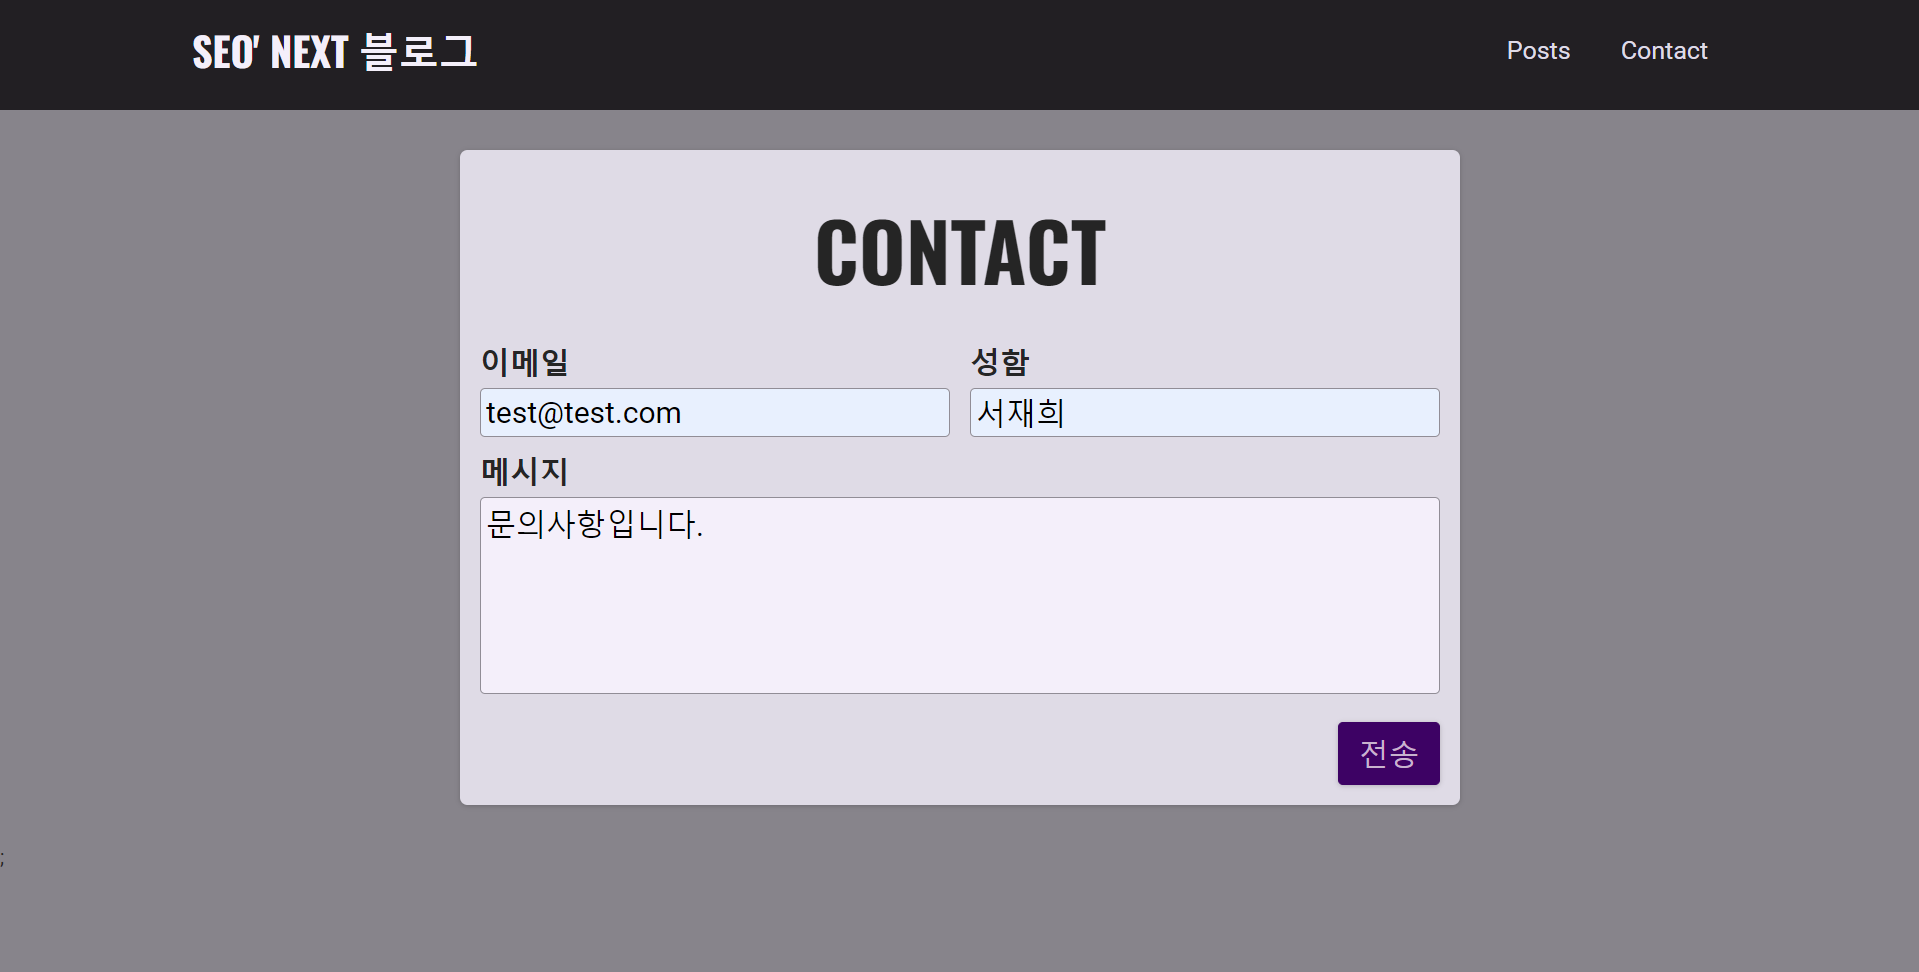 SEO' NEXT 블로그
Posts
Contact
CONTACT
이메일
성함
test@test.com
서재희
메시지
문의사항입니다.
전송
;